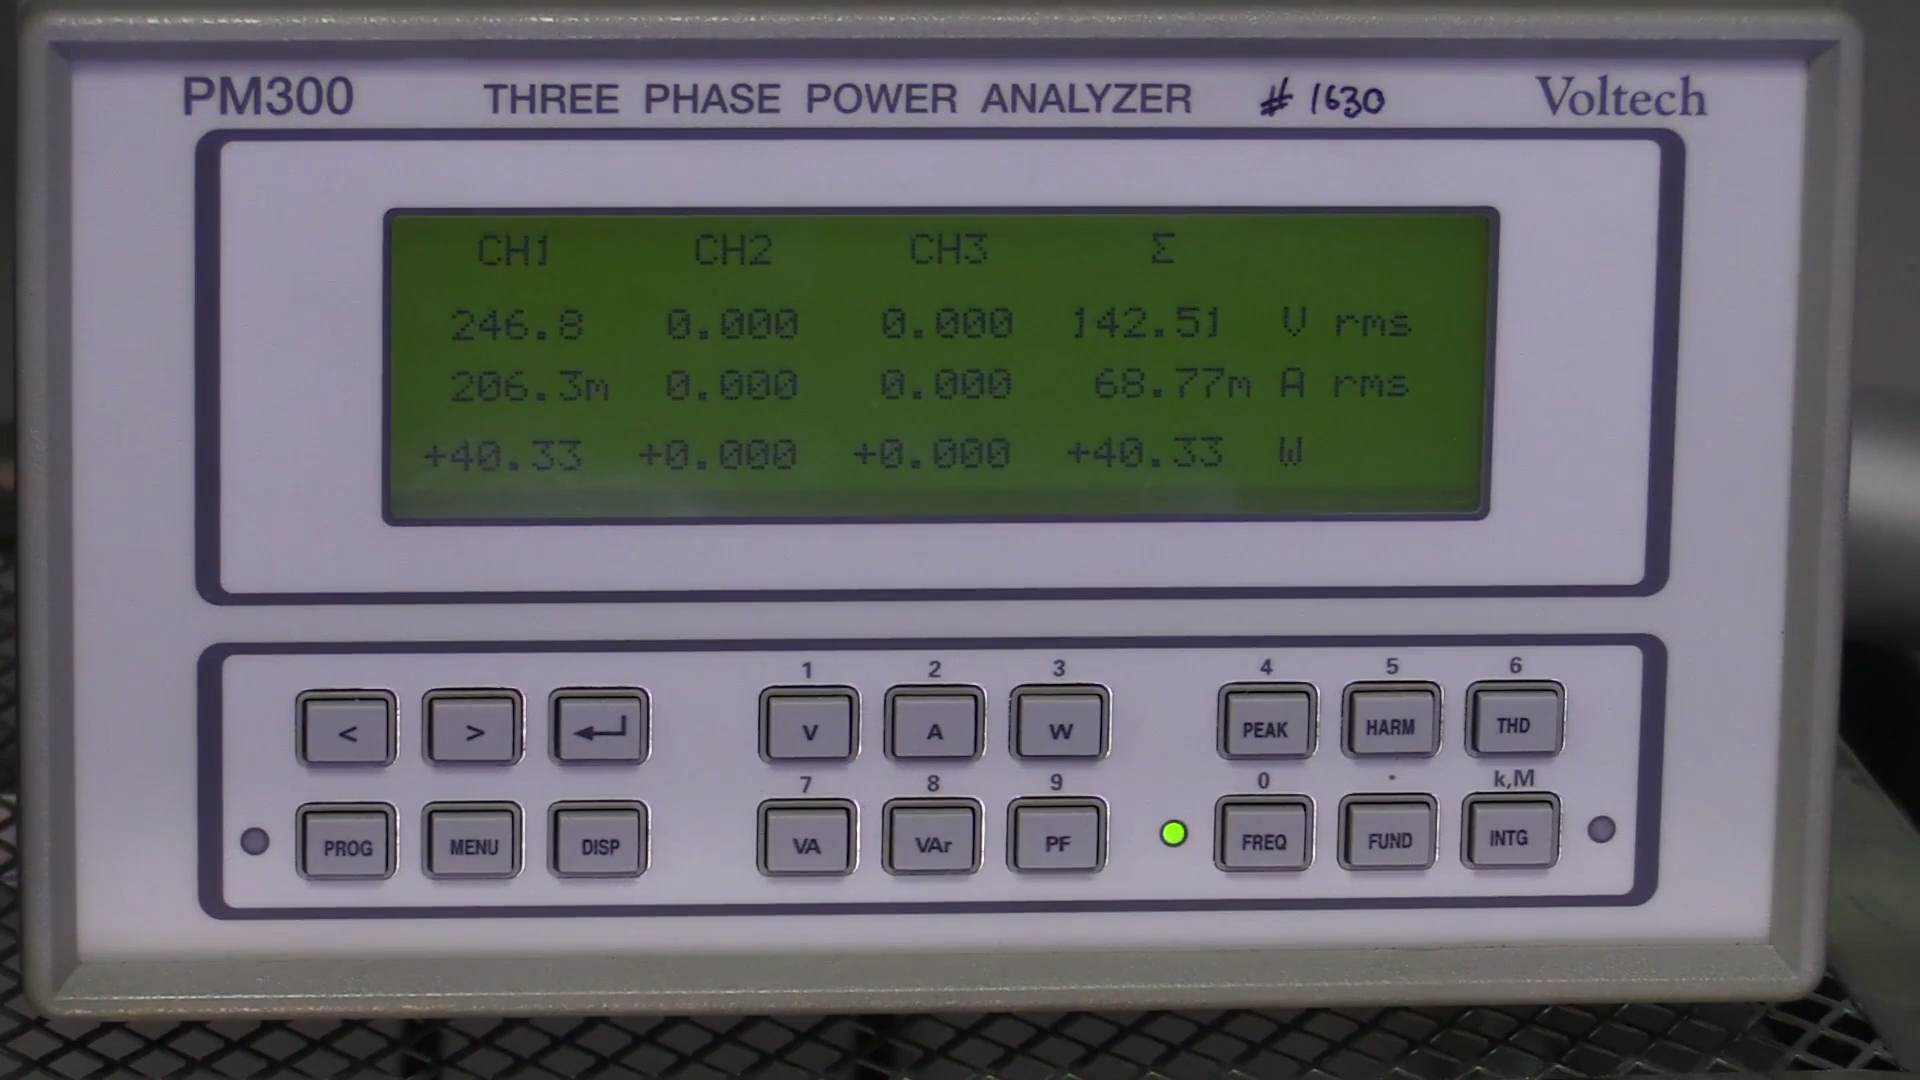 PM300 THREE PHASE POWER ANALYZER # 1630 Voltech
CH1 CH2 CH3 Σ
246.8 0.000 0.000 142.51 V rms
206.3m 0.000 0.000 68.77m A rms
+40.33 +0.000 +0.000 +40.33 W
1 2 3 4 5 6
< > ↵ V A W PEAK HARM THD
7 8 9 0 . k,M
PROG MENU DISP VA VAr PF FREQ FUND INTG